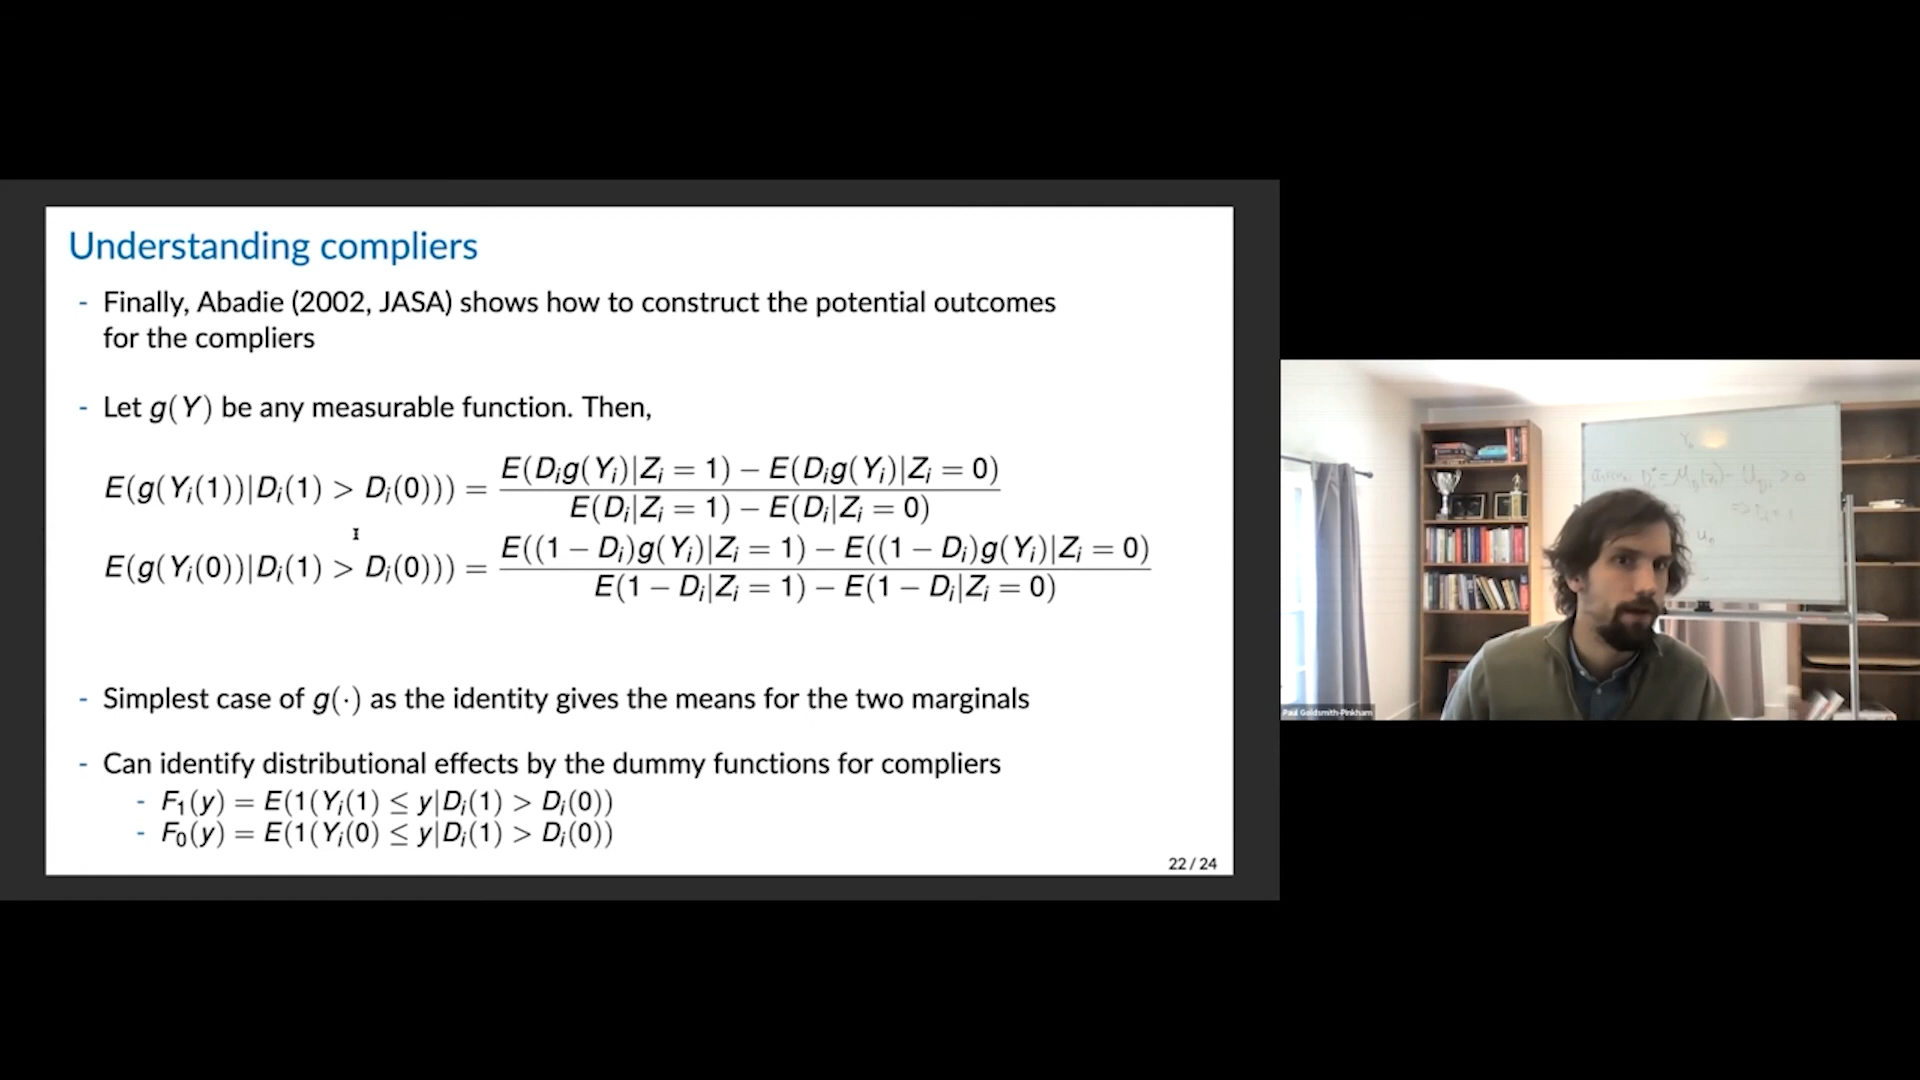 Understanding compliers
- Finally, Abadie (2002, JASA) shows how to construct the potential outcomes
for the compliers
- Let g(Y) be any measurable function. Then,
E(g(Y_i(1))|D_i(1) > D_i(0))) = \frac{E(D_i g(Y_i)|Z_i = 1) − E(D_i g(Y_i)|Z_i = 0)}{E(D_i|Z_i = 1) − E(D_i|Z_i = 0)}
E(g(Y_i(0))|D_i(1) > D_i(0))) = \frac{E((1 − D_i)g(Y_i)|Z_i = 1) − E((1 − D_i)g(Y_i)|Z_i = 0)}{E(1 − D_i|Z_i = 1) − E(1 − D_i|Z_i = 0)}
- Simplest case of g(·) as the identity gives the means for the two marginals
- Can identify distributional effects by the dummy functions for compliers
- F_1(y) = E(1(Y_i(1) ≤ y|D_i(1) > D_i(0))
- F_0(y) = E(1(Y_i(0) ≤ y|D_i(1) > D_i(0))
22 / 24
Paul Goldsmith-Pinkham